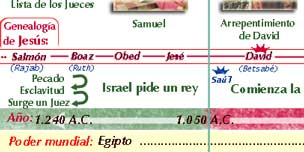 Lista de los Jueces
Samuel
Arrepentimiento
de David
Genealogía
de Jesús:
Salmón Boaz Obed Jesé David
(Rajab) (Ruth) (Betsabé)
Saúl
Pecado
Esclavitud
Surge un Juez
Israel pide un rey
Comienza la
Año: 1.240 A.C. 1.050 A.C.
Poder mundial: Egipto